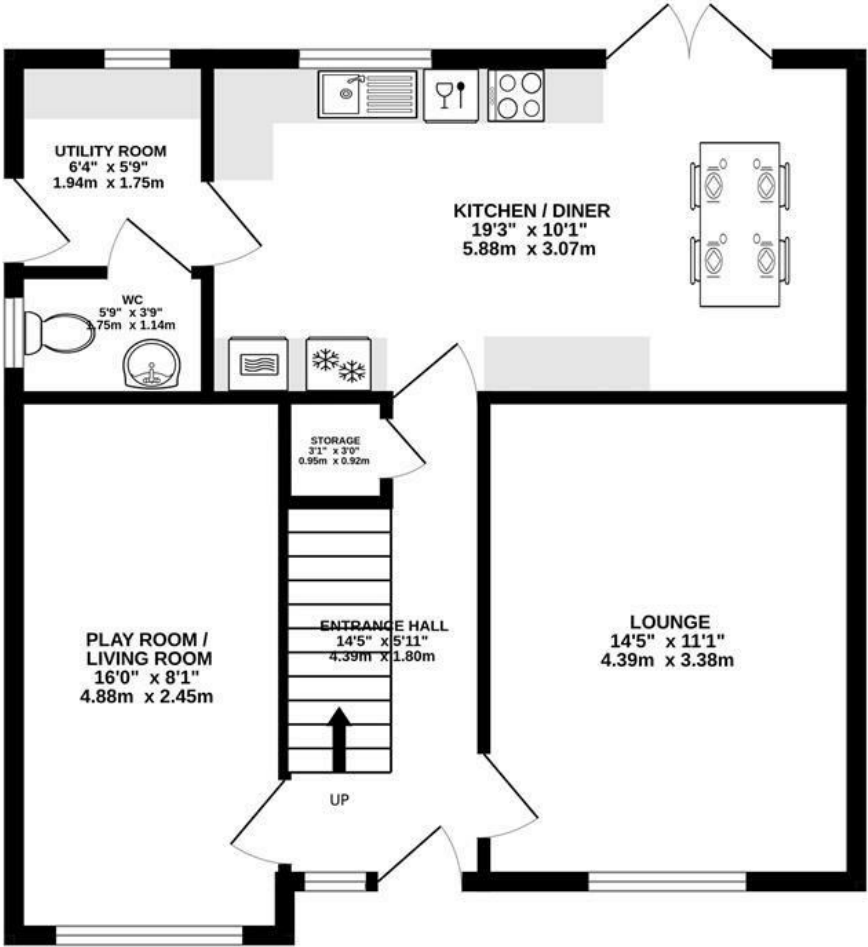 UTILITY ROOM
6'4" x 5'9"
1.94m x 1.75m
KITCHEN / DINER
19'3" x 10'1"
5.88m x 3.07m
WC
5'9" x 3'9"
1.75m x 1.14m
STORAGE
3'1" x 3'0"
0.95m x 0.92m
PLAY ROOM /
LIVING ROOM
16'0" x 8'1"
4.88m x 2.45m
ENTRANCE HALL
14'5" x 5'11"
4.39m x 1.80m
LOUNGE
14'5" x 11'1"
4.39m x 3.38m
UP